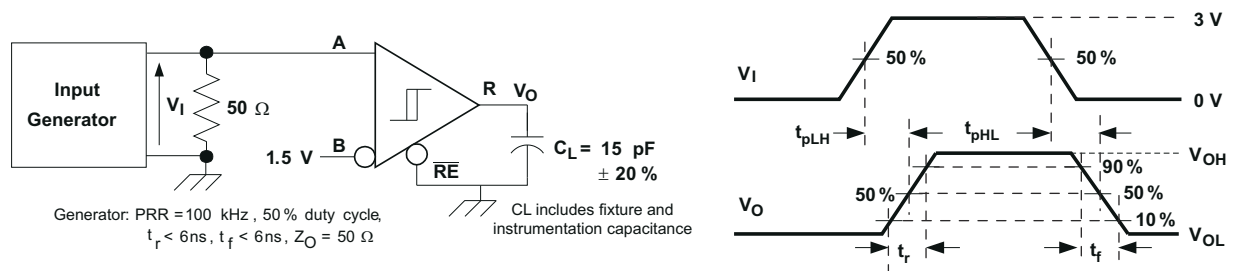 Input
Generator
V_I
50 Ω
A
B
1.5 V
R
V_O
RE
C_L = 15 pF
± 20 %
Generator: PRR = 100 kHz , 50 % duty cycle,
t_r < 6ns, t_f < 6ns, Z_O = 50 Ω
CL includes fixture and
instrumentation capacitance
V_I
50 %
50 %
3 V
0 V
t_pLH
t_pHL
V_O
50 %
90 %
50 %
10 %
V_OH
V_OL
t_r
t_f